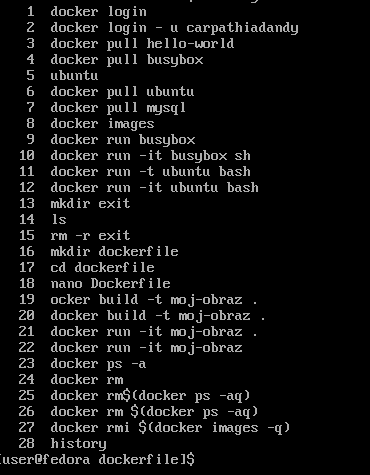 1 docker login
2 docker login - u carpathiadandy
3 docker pull hello-world
4 docker pull busybox
5 ubuntu
6 docker pull ubuntu
7 docker pull mysql
8 docker images
9 docker run busybox
10 docker run -it busybox sh
11 docker run -t ubuntu bash
12 docker run -it ubuntu bash
13 mkdir exit
14 ls
15 rm -r exit
16 mkdir dockerfile
17 cd dockerfile
18 nano Dockerfile
19 ocker build -t moj-obraz .
20 docker build -t moj-obraz .
21 docker run -it moj-obraz .
22 docker run -it moj-obraz
23 docker ps -a
24 docker rm
25 docker rm$(docker ps -aq)
26 docker rm $(docker ps -aq)
27 docker rmi $(docker images -q)
28 history
[user@fedora dockerfile]$